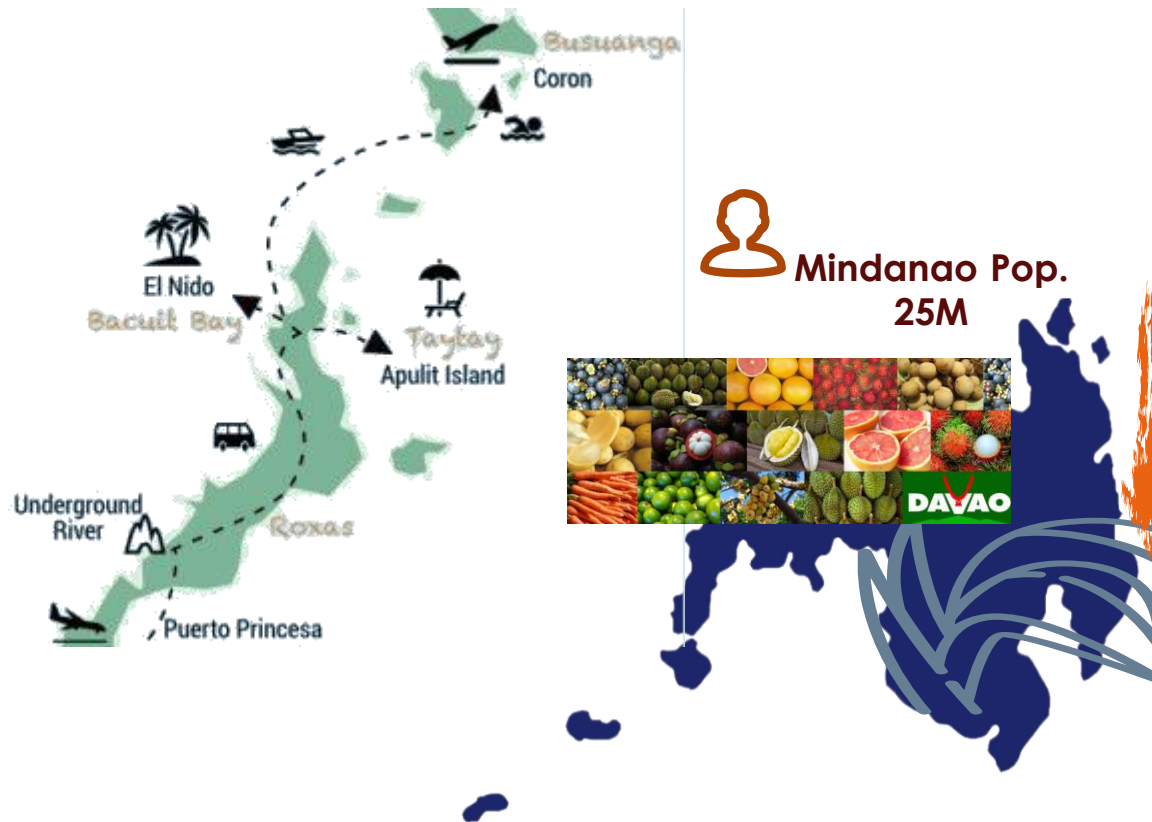 Busuanga
Coron
El Nido
Bacuit Bay
Taytay
Apulit Island
Underground
River
Roxas
Puerto Princesa
Mindanao Pop.
25M
DAVAO